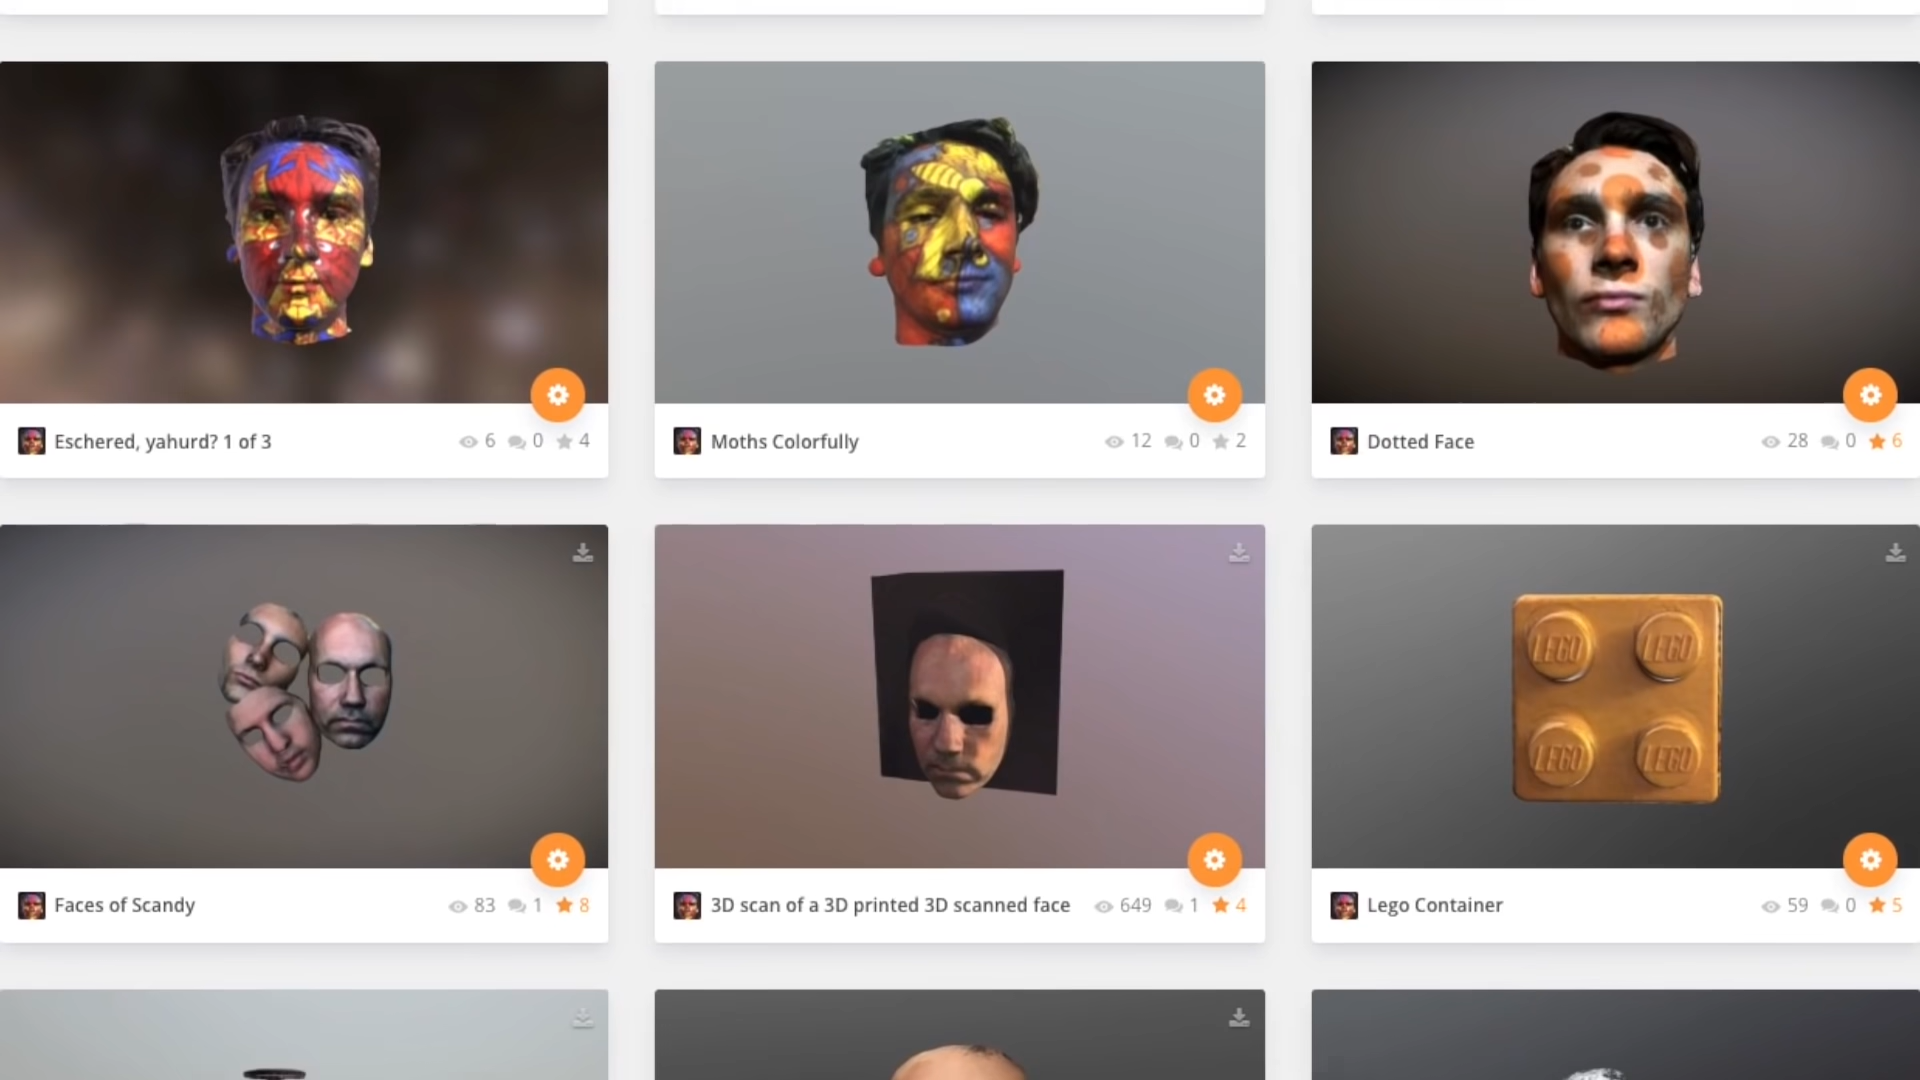 Eschered, yahurd? 1 of 3 6 0 4
Moths Colorfully 12 0 2
Dotted Face 28 0 6
LEGO LEGO
LEGO LEGO
Faces of Scandy 83 1 8
3D scan of a 3D printed 3D scanned face 649 1 4
Lego Container 59 0 5